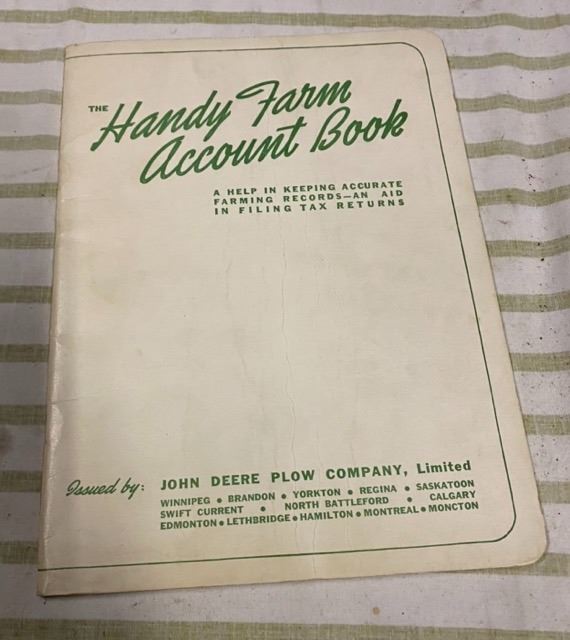 THE Handy Farm
Account Book
A HELP IN KEEPING ACCURATE
FARMING RECORDS—AN AID
IN FILING TAX RETURNS
Issued by: JOHN DEERE PLOW COMPANY, Limited
WINNIPEG • BRANDON • YORKTON • REGINA • SASKATOON
SWIFT CURRENT • NORTH BATTLEFORD • CALGARY
EDMONTON • LETHBRIDGE • HAMILTON • MONTREAL • MONCTON